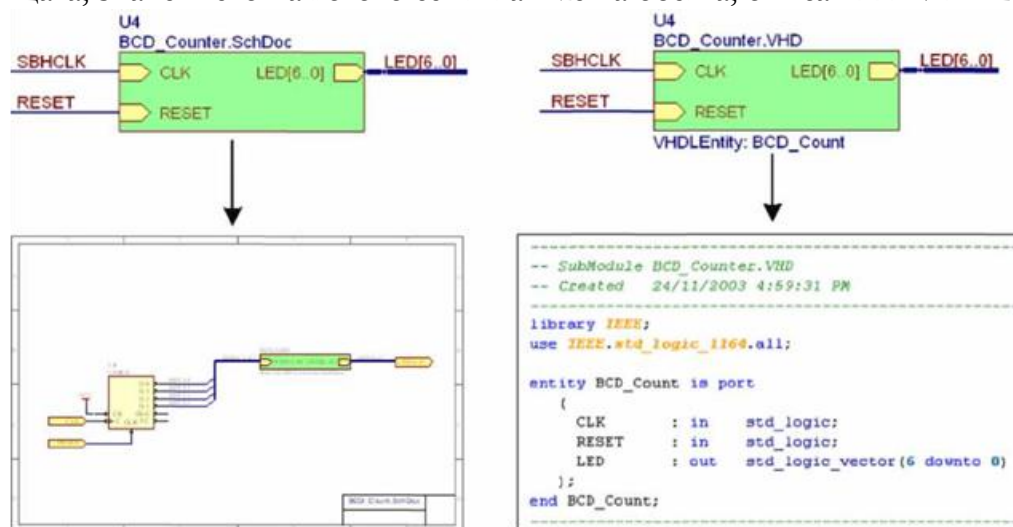 U4
BCD_Counter.SchDoc
SBHCLK
CLK
LED[6..0]
LED[6..0]
RESET
RESET
U4
BCD_Counter.VHD
SBHCLK
CLK
LED[6..0]
LED[6..0]
RESET
RESET
VHDLEntity: BCD_Count
-- SubModule BCD_Counter.VHD
-- Created 24/11/2003 4:59:31 PM
library IEEE;
use IEEE.std_logic_1164.all;
entity BCD_Count is port
(
CLK : in std_logic;
RESET : in std_logic;
LED : out std_logic_vector(6 downto 0)
);
end BCD_Count;